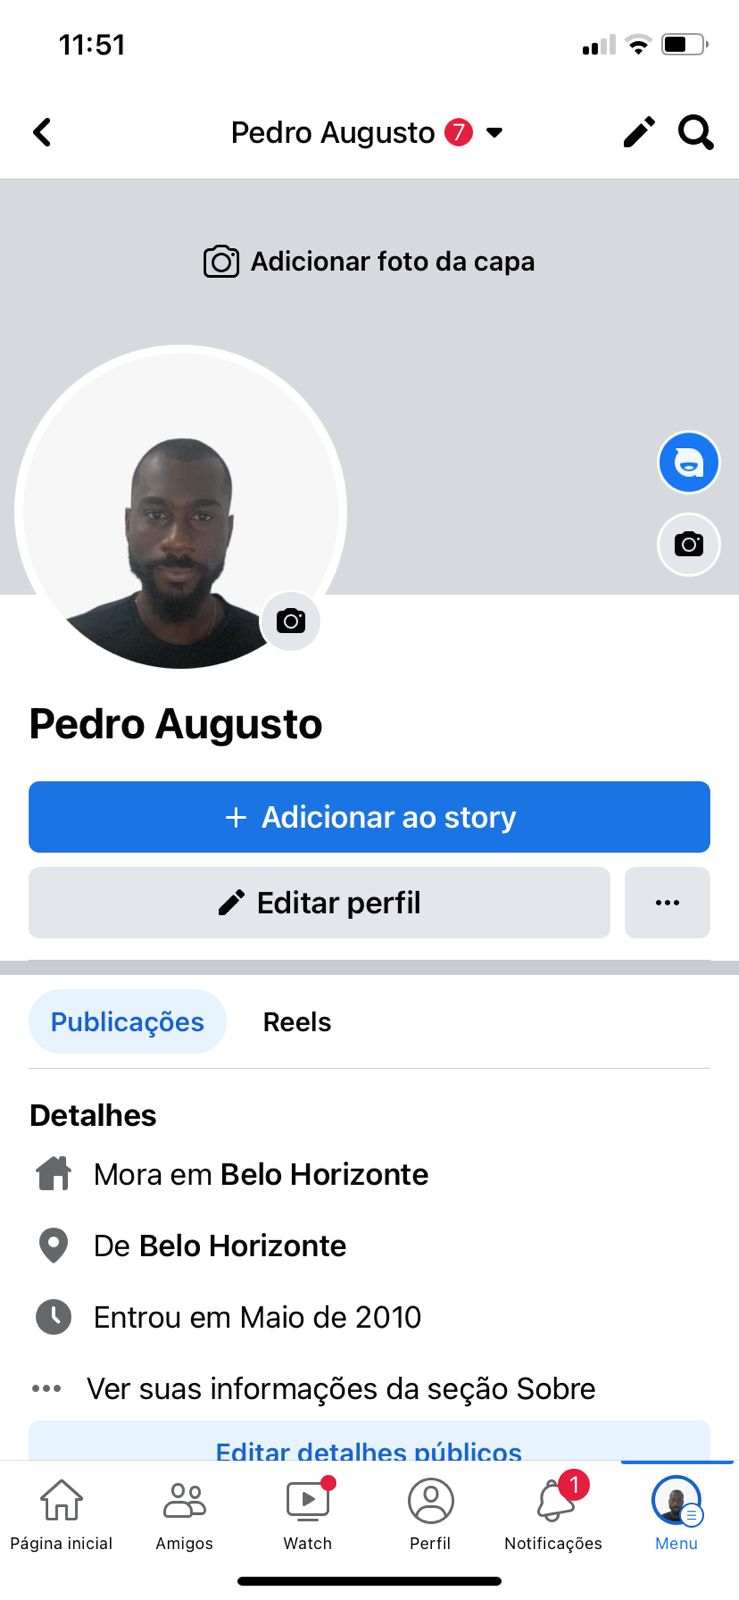 11:51
Pedro Augusto 7
Adicionar foto da capa
Pedro Augusto
+ Adicionar ao story
Editar perfil
Publicações Reels
Detalhes
Mora em Belo Horizonte
De Belo Horizonte
Entrou em Maio de 2010
Ver suas informações da seção Sobre
Editar detalhes públicos
1
Página inicial Amigos Watch Perfil Notificações Menu